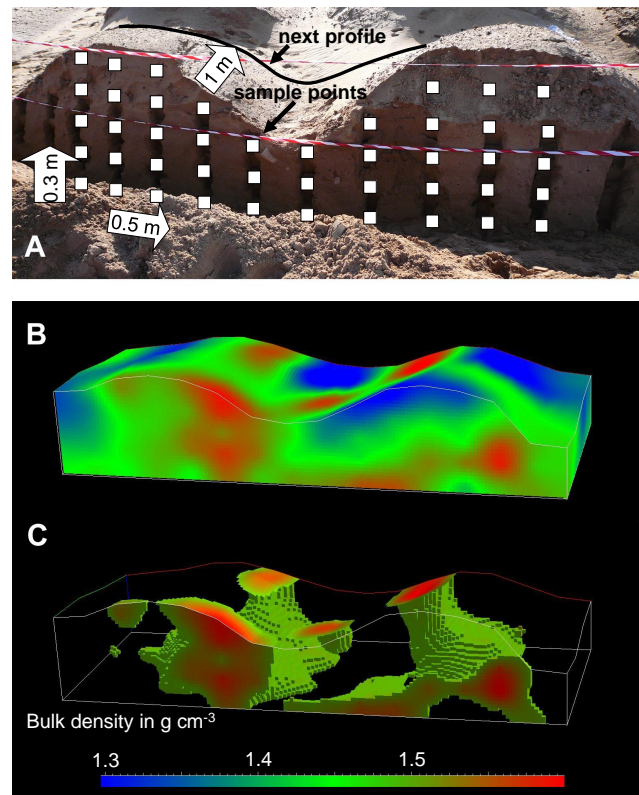 next profile
1 m
sample points
0.3 m
0.5 m
A
B
C
Bulk density in g cm-3
1.3 1.4 1.5